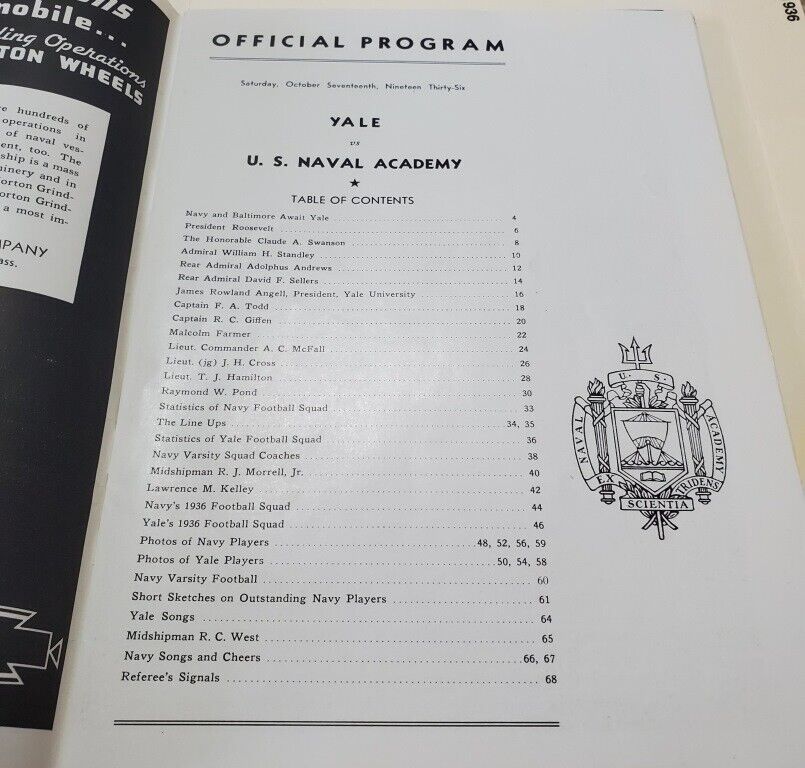 mobile...
ling Operations
TON WHEELS
re hundreds of
operations in
of naval ves-
ent, too. The
ship is a mass
inery and in
orton Grind-
orton Grind-
a most im-
MPANY
ass.
936
OFFICIAL PROGRAM
Saturday, October Seventeenth, Nineteen Thirty-Six
YALE
vs
U. S. NAVAL ACADEMY
★
TABLE OF CONTENTS
Navy and Baltimore Await Yale 4
President Roosevelt 6
The Honorable Claude A. Swanson 8
Admiral William H. Standley 10
Rear Admiral Adolphus Andrews 12
Rear Admiral David F. Sellers 14
James Rowland Angell, President, Yale University 16
Captain F. A. Todd 18
Captain R. C. Giffen 20
Malcolm Farmer 22
Lieut. Commander A. C. McFall 24
Lieut. (jg) J. H. Cross 26
Lieut. T. J. Hamilton 28
Raymond W. Pond 30
Statistics of Navy Football Squad 33
The Line Ups 34, 35
Statistics of Yale Football Squad 36
Navy Varsity Squad Coaches 38
Midshipman R. J. Morrell, Jr. 40
Lawrence M. Kelley 42
Navy's 1936 Football Squad 44
Yale's 1936 Football Squad 46
Photos of Navy Players 48, 52, 56, 59
Photos of Yale Players 50, 54, 58
Navy Varsity Football 60
Short Sketches on Outstanding Navy Players 61
Yale Songs 64
Midshipman R. C. West 65
Navy Songs and Cheers 66, 67
Referee's Signals 68
U. S.
NAVAL
ACADEMY
EX
TRIDENS
SCIENTIA